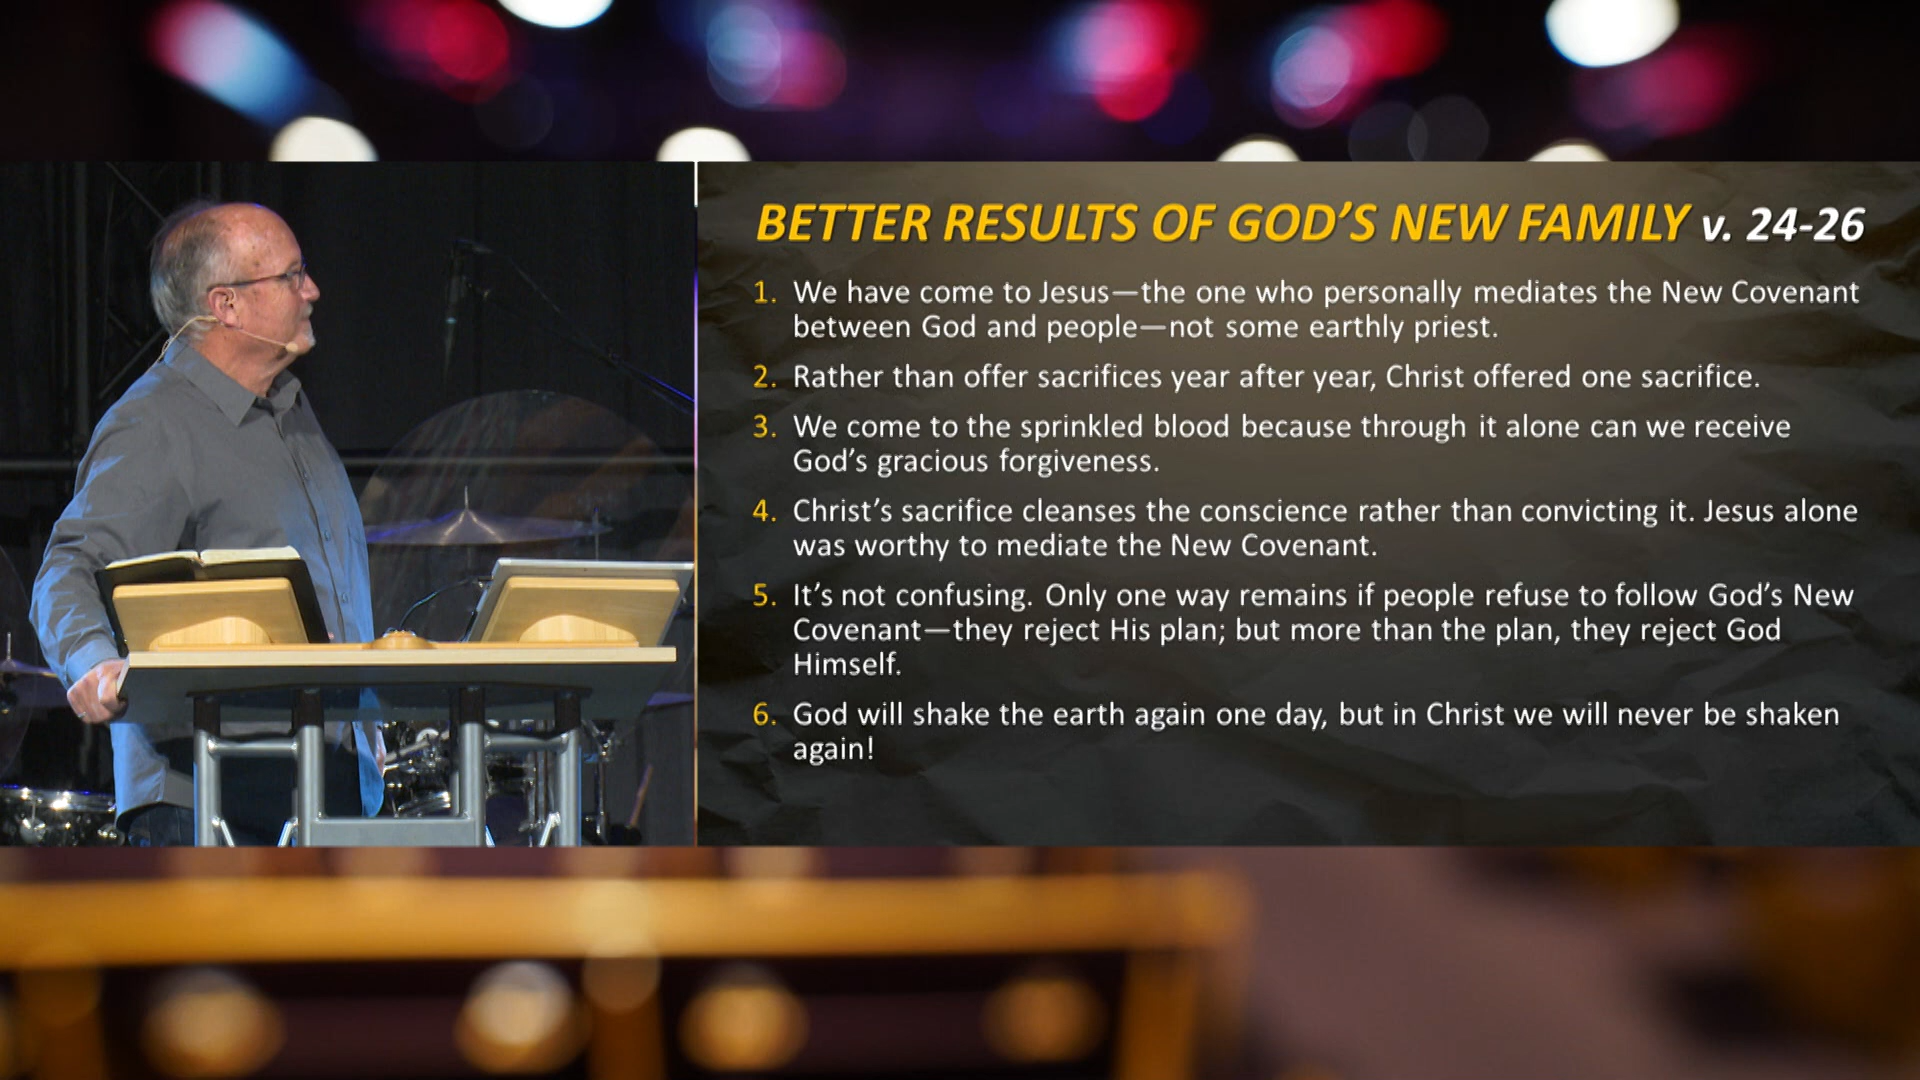 BETTER RESULTS OF GOD'S NEW FAMILY v. 24-26
1. We have come to Jesus—the one who personally mediates the New Covenant
between God and people—not some earthly priest.
2. Rather than offer sacrifices year after year, Christ offered one sacrifice.
3. We come to the sprinkled blood because through it alone can we receive
God's gracious forgiveness.
4. Christ's sacrifice cleanses the conscience rather than convicting it. Jesus alone
was worthy to mediate the New Covenant.
5. It's not confusing. Only one way remains if people refuse to follow God's New
Covenant—they reject His plan; but more than the plan, they reject God
Himself.
6. God will shake the earth again one day, but in Christ we will never be shaken
again!